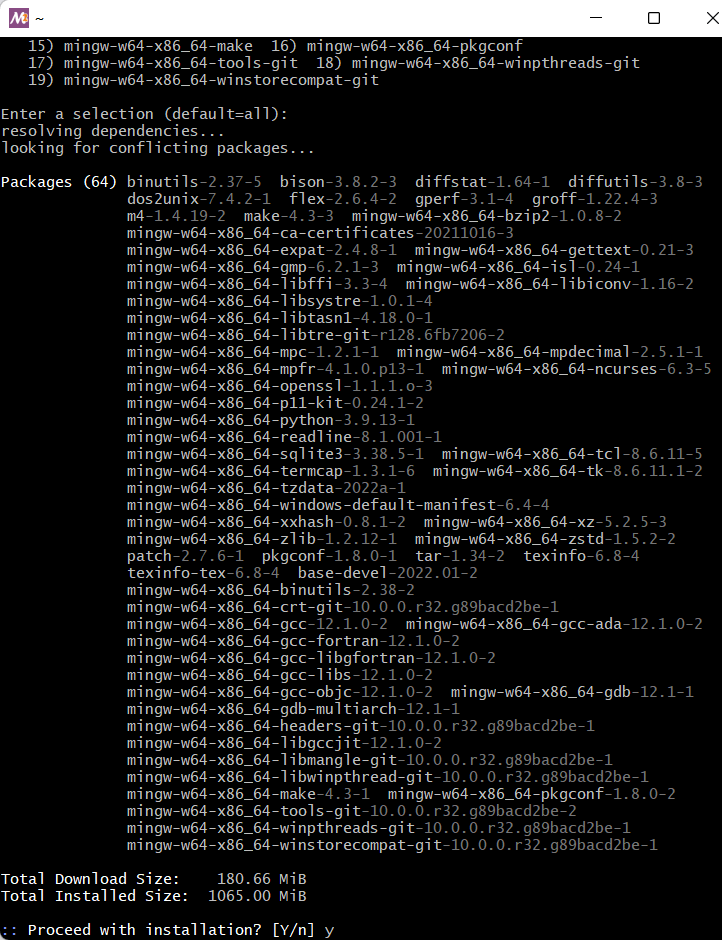 ~
15) mingw-w64-x86_64-make  16) mingw-w64-x86_64-pkgconf
17) mingw-w64-x86_64-tools-git  18) mingw-w64-x86_64-winpthreads-git
19) mingw-w64-x86_64-winstorecompat-git
Enter a selection (default=all):
resolving dependencies...
looking for conflicting packages...
Packages (64) binutils-2.37-5  bison-3.8.2-3  diffstat-1.64-1  diffutils-3.8-3
dos2unix-7.4.2-1  flex-2.6.4-2  gperf-3.1-4  groff-1.22.4-3
m4-1.4.19-2  make-4.3-3  mingw-w64-x86_64-bzip2-1.0.8-2
mingw-w64-x86_64-ca-certificates-20211016-3
mingw-w64-x86_64-expat-2.4.8-1  mingw-w64-x86_64-gettext-0.21-3
mingw-w64-x86_64-gmp-6.2.1-3  mingw-w64-x86_64-isl-0.24-1
mingw-w64-x86_64-libffi-3.3-4  mingw-w64-x86_64-libiconv-1.16-2
mingw-w64-x86_64-libsystre-1.0.1-4
mingw-w64-x86_64-libtasn1-4.18.0-1
mingw-w64-x86_64-libtre-git-r128.6fb7206-2
mingw-w64-x86_64-mpc-1.2.1-1  mingw-w64-x86_64-mpdecimal-2.5.1-1
mingw-w64-x86_64-mpfr-4.1.0.p13-1  mingw-w64-x86_64-ncurses-6.3-5
mingw-w64-x86_64-openssl-1.1.1.o-3
mingw-w64-x86_64-p11-kit-0.24.1-2
mingw-w64-x86_64-python-3.9.13-1
mingw-w64-x86_64-readline-8.1.001-1
mingw-w64-x86_64-sqlite3-3.38.5-1  mingw-w64-x86_64-tcl-8.6.11-5
mingw-w64-x86_64-termcap-1.3.1-6  mingw-w64-x86_64-tk-8.6.11.1-2
mingw-w64-x86_64-tzdata-2022a-1
mingw-w64-x86_64-windows-default-manifest-6.4-4
mingw-w64-x86_64-xxhash-0.8.1-2  mingw-w64-x86_64-xz-5.2.5-3
mingw-w64-x86_64-zlib-1.2.12-1  mingw-w64-x86_64-zstd-1.5.2-2
patch-2.7.6-1  pkgconf-1.8.0-1  tar-1.34-2  texinfo-6.8-4
texinfo-tex-6.8-4  base-devel-2022.01-2
mingw-w64-x86_64-binutils-2.38-2
mingw-w64-x86_64-crt-git-10.0.0.r32.g89bacd2be-1
mingw-w64-x86_64-gcc-12.1.0-2  mingw-w64-x86_64-gcc-ada-12.1.0-2
mingw-w64-x86_64-gcc-fortran-12.1.0-2
mingw-w64-x86_64-gcc-libgfortran-12.1.0-2
mingw-w64-x86_64-gcc-libs-12.1.0-2
mingw-w64-x86_64-gcc-objc-12.1.0-2  mingw-w64-x86_64-gdb-12.1-1
mingw-w64-x86_64-gdb-multiarch-12.1-1
mingw-w64-x86_64-headers-git-10.0.0.r32.g89bacd2be-1
mingw-w64-x86_64-libgccjit-12.1.0-2
mingw-w64-x86_64-libmangle-git-10.0.0.r32.g89bacd2be-1
mingw-w64-x86_64-libwinpthread-git-10.0.0.r32.g89bacd2be-1
mingw-w64-x86_64-make-4.3-1  mingw-w64-x86_64-pkgconf-1.8.0-2
mingw-w64-x86_64-tools-git-10.0.0.r32.g89bacd2be-2
mingw-w64-x86_64-winpthreads-git-10.0.0.r32.g89bacd2be-1
mingw-w64-x86_64-winstorecompat-git-10.0.0.r32.g89bacd2be-1
Total Download Size:    180.66 MiB
Total Installed Size:  1065.00 MiB
:: Proceed with installation? [Y/n] y